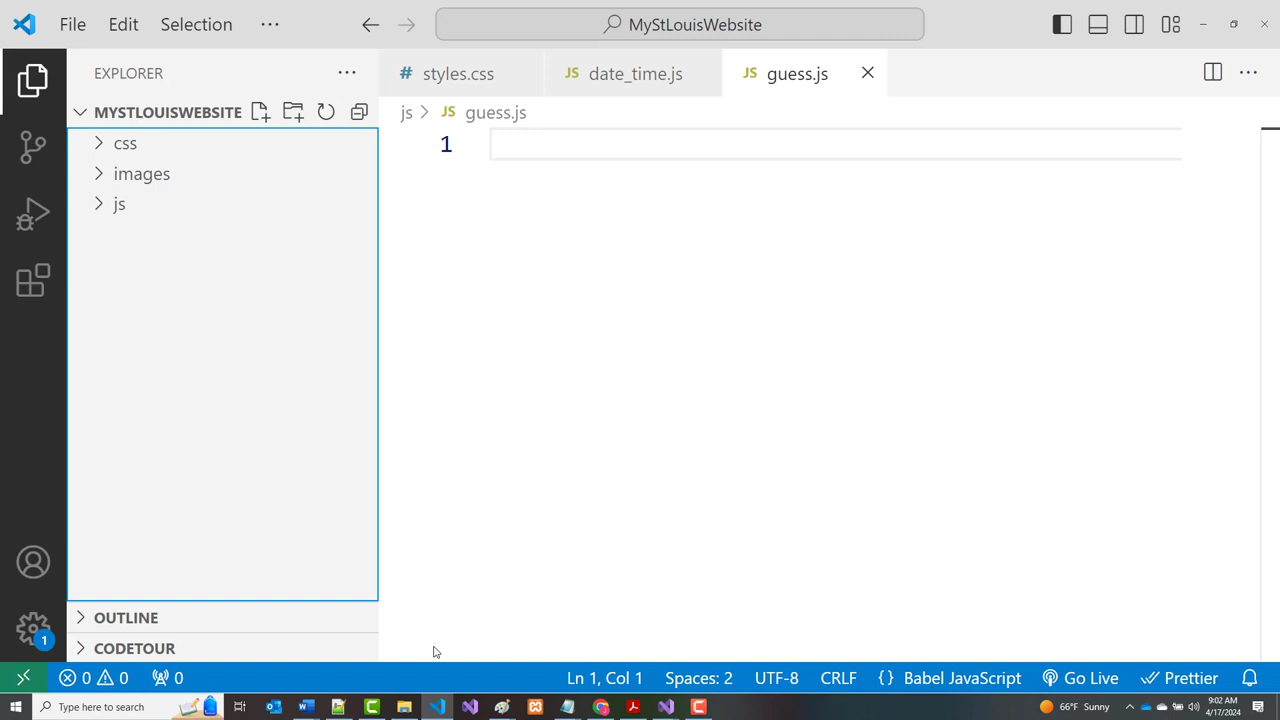 File Edit Selection ···
MyStLouisWebsite
EXPLORER ···
MYSTLOUISWEBSITE
css
images
js
OUTLINE
CODETOUR
# styles.css
JS date_time.js
JS guess.js
···
js > JS guess.js
1
1
0 0 0
Ln 1, Col 1 Spaces: 2 UTF-8 CRLF {} Babel JavaScript Go Live Prettier
Type here to search
66°F Sunny
9:02 AM
4/17/2024